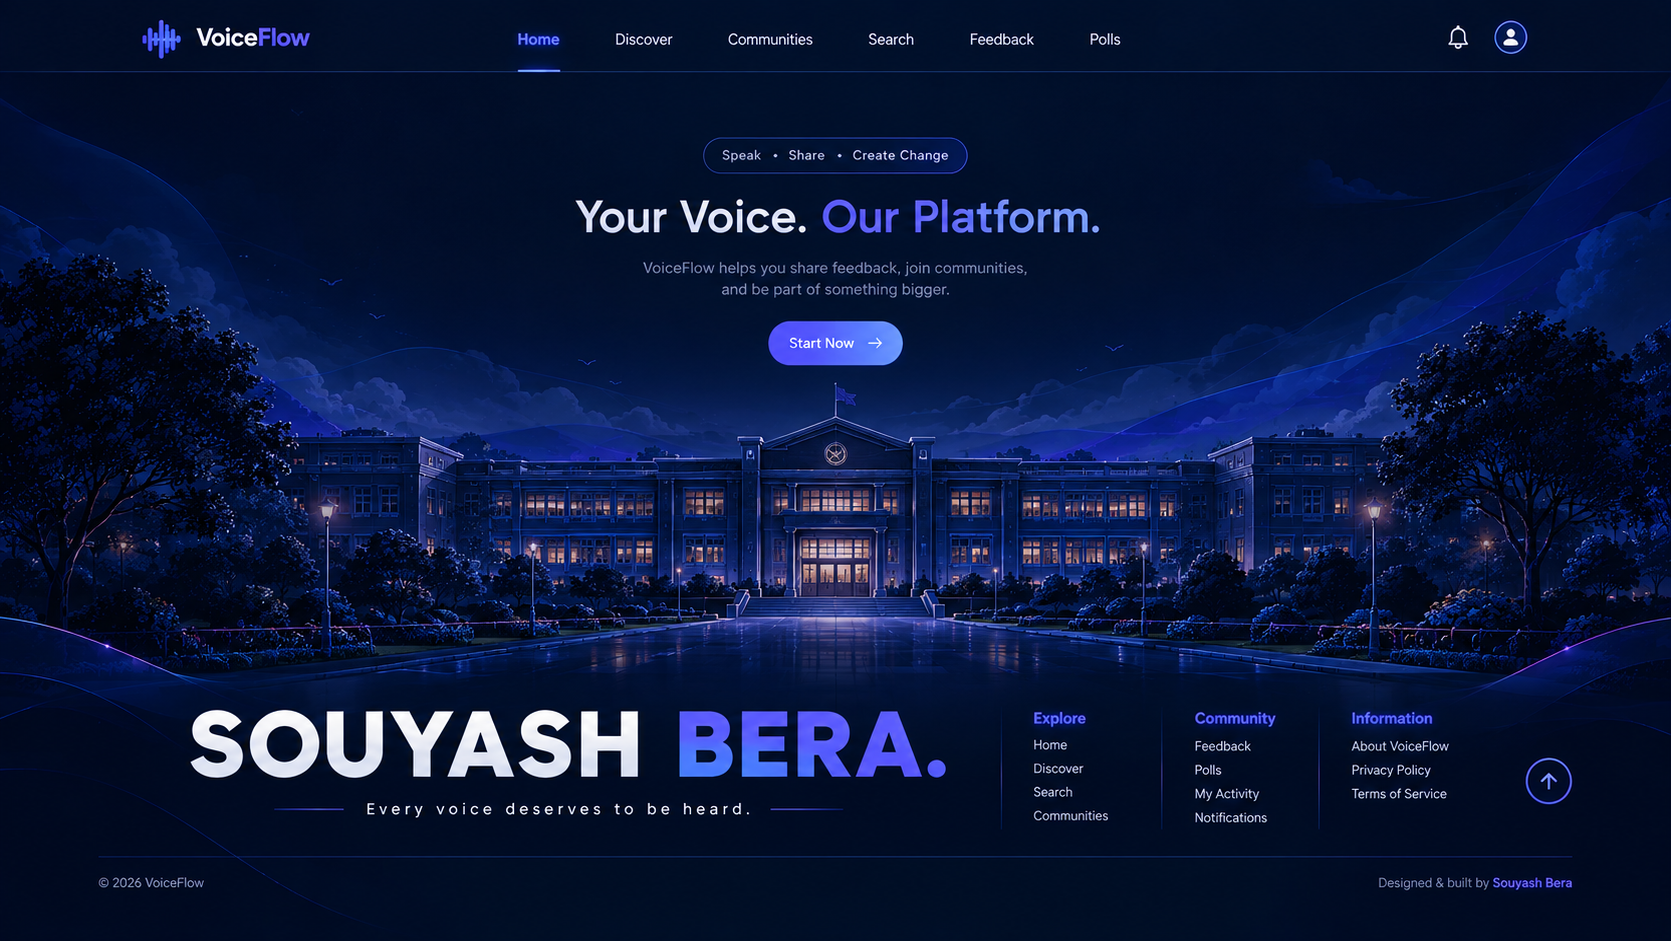 VoiceFlow
Home
Discover
Communities
Search
Feedback
Polls
Speak • Share • Create Change
Your Voice. Our Platform.
VoiceFlow helps you share feedback, join communities,
and be part of something bigger.
Start Now
SOUYASH BERA.
Every voice deserves to be heard.
Explore
Home
Discover
Search
Communities
Community
Feedback
Polls
My Activity
Notifications
Information
About VoiceFlow
Privacy Policy
Terms of Service
© 2026 VoiceFlow
Designed & built by Souyash Bera